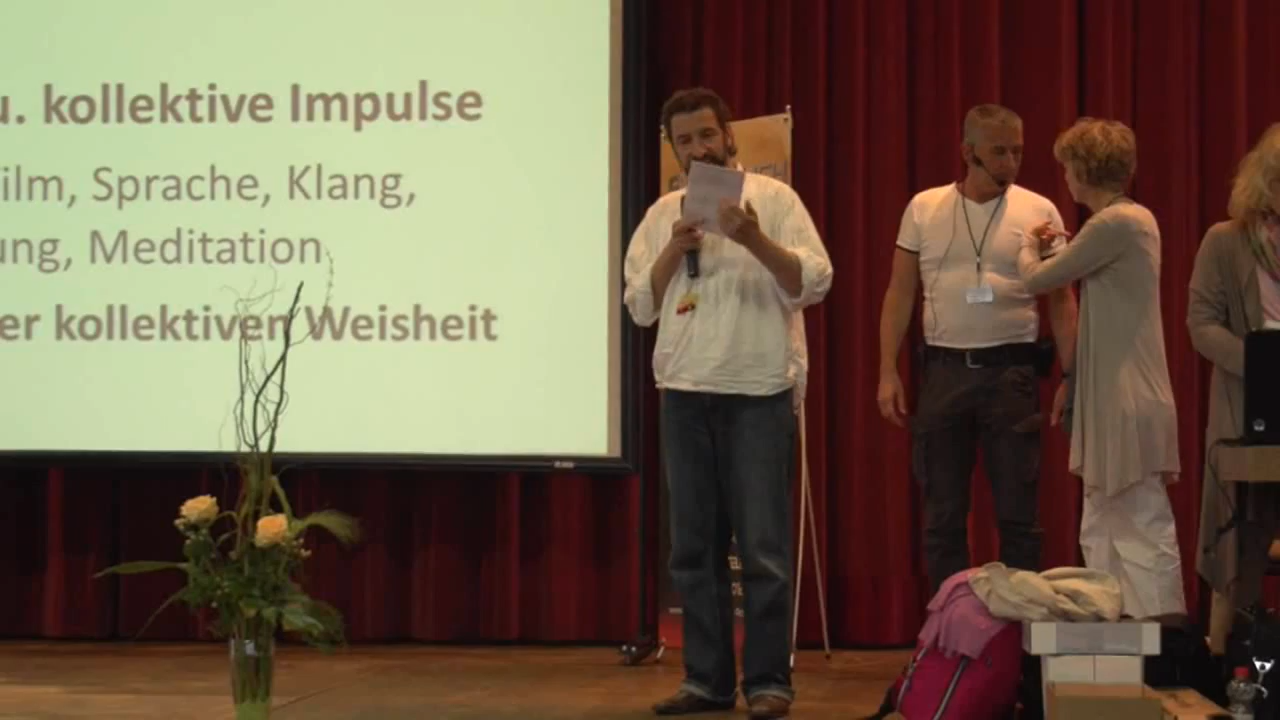 u. kollektive Impulse
ilm, Sprache, Klang,
ung, Meditation
er kollektiven Weisheit